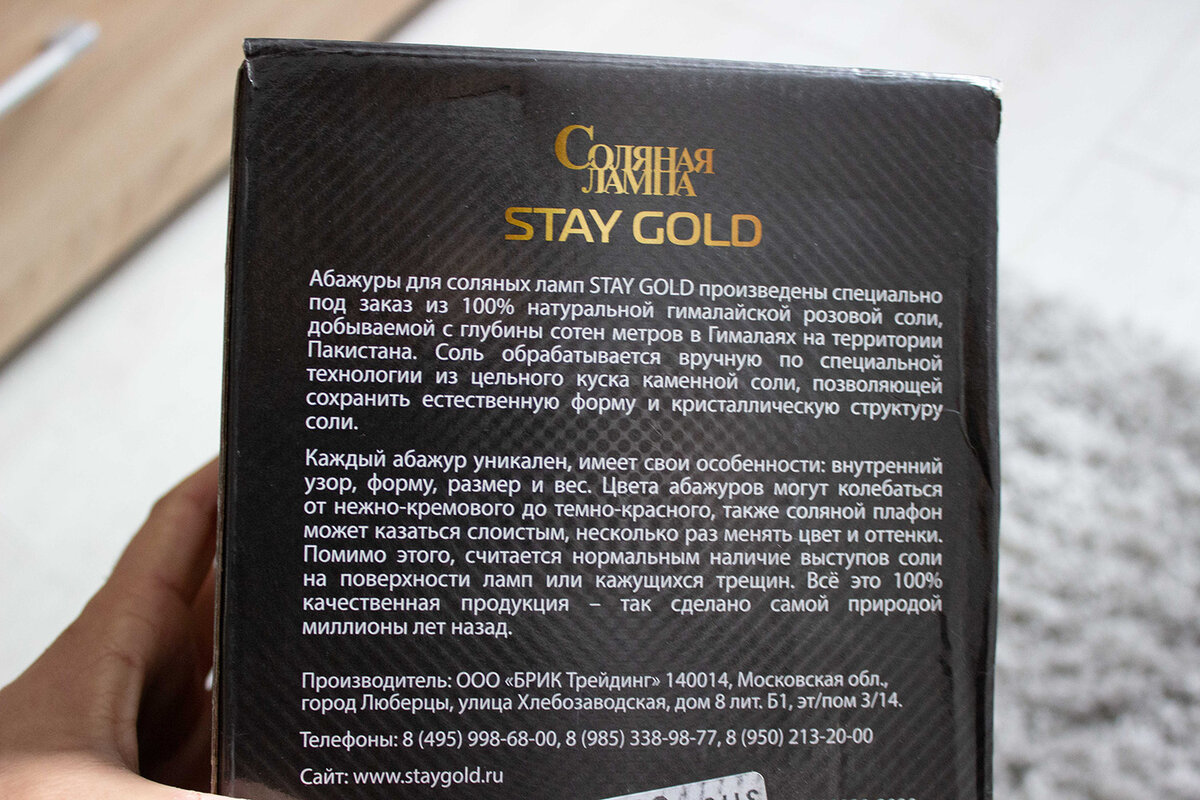 Соляная
лампа
STAY GOLD
Абажуры для соляных ламп STAY GOLD произведены специально
под заказ из 100% натуральной гималайской розовой соли,
добываемой с глубины сотен метров в Гималаях на территории
Пакистана. Соль обрабатывается вручную по специальной
технологии из цельного куска каменной соли, позволяющей
сохранить естественную форму и кристаллическую структуру
соли.
Каждый абажур уникален, имеет свои особенности: внутренний
узор, форму, размер и вес. Цвета абажуров могут колебаться
от нежно-кремового до темно-красного, также соляной плафон
может казаться слоистым, несколько раз менять цвет и оттенки.
Помимо этого, считается нормальным наличие выступов соли
на поверхности ламп или кажущихся трещин. Всё это 100%
качественная продукция – так сделано самой природой
миллионы лет назад.
Производитель: ООО «БРИК Трейдинг» 140014, Московская обл.,
город Люберцы, улица Хлебозаводская, дом 8 лит. Б1, эт/пом 3/14.
Телефоны: 8 (495) 998-68-00, 8 (985) 338-98-77, 8 (950) 213-20-00
Сайт: www.staygold.ru